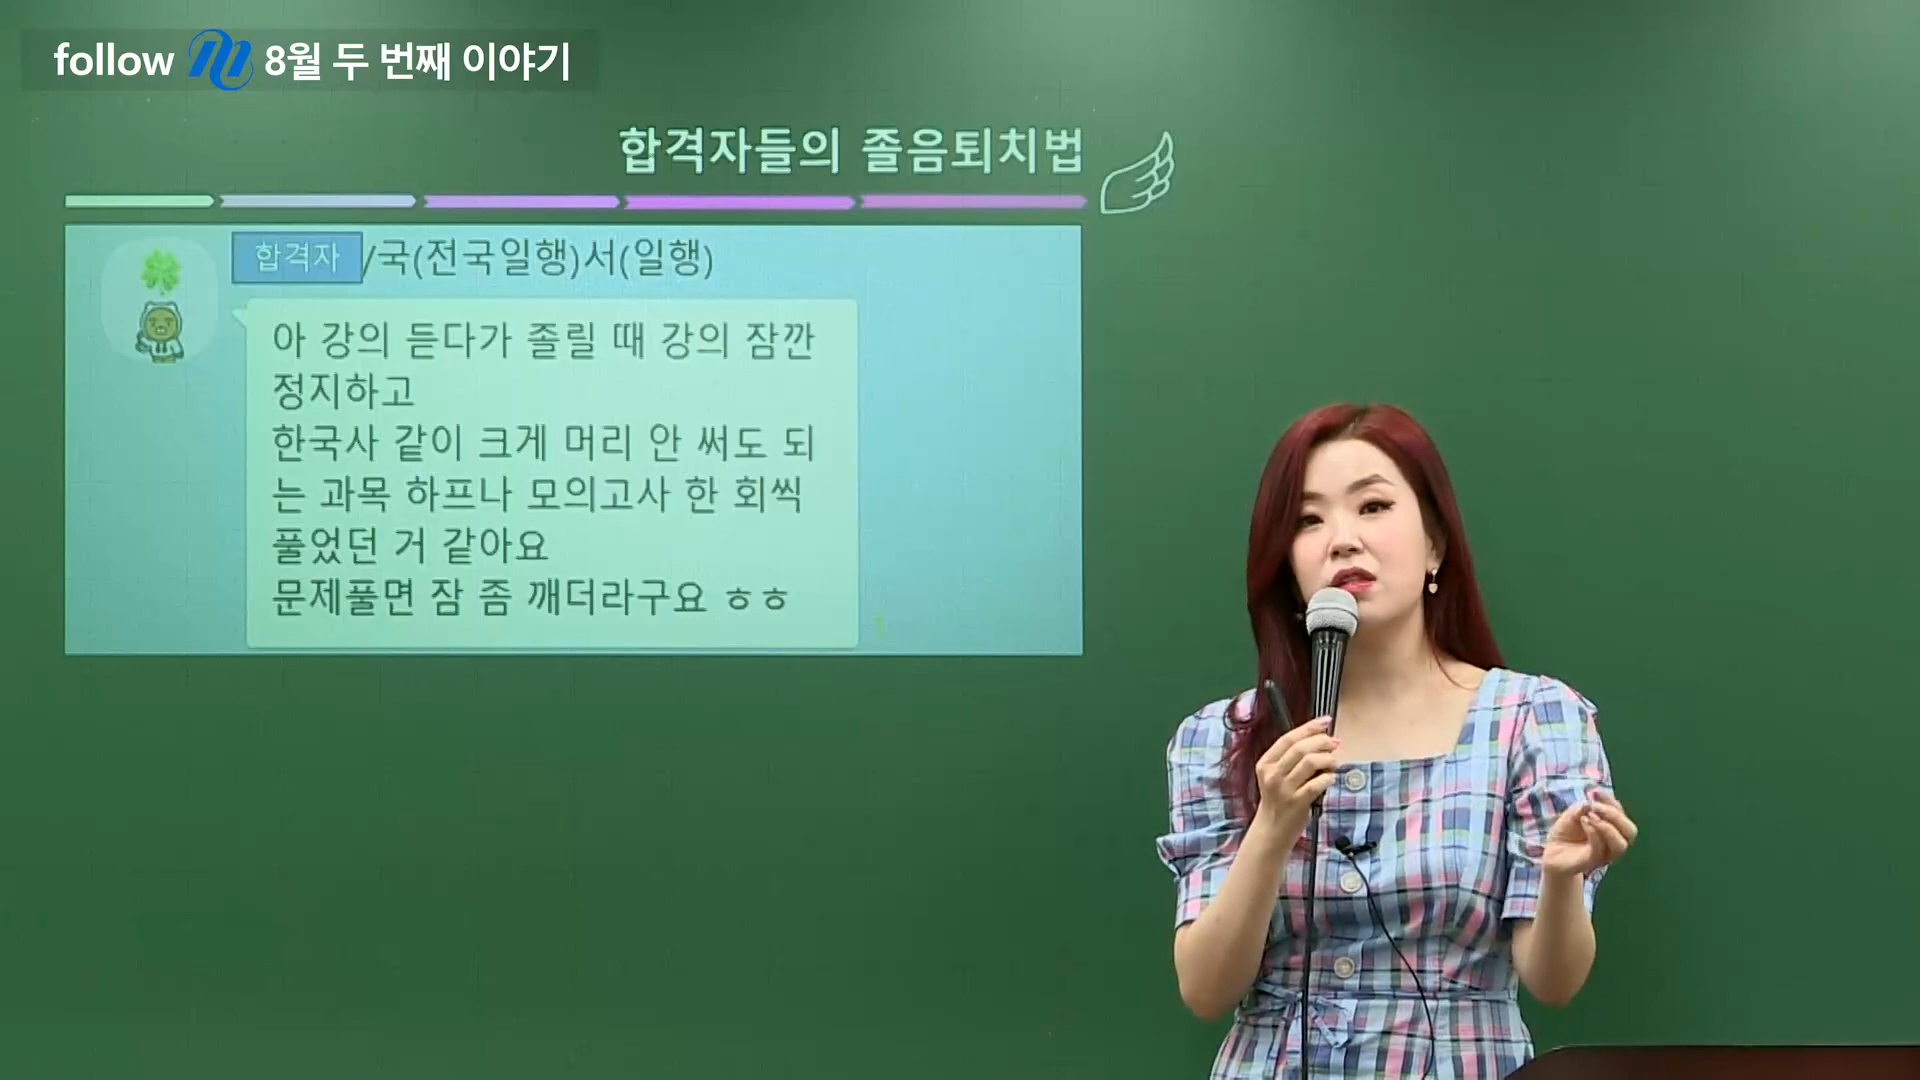 follow M 8월 두 번째 이야기
합격자들의 졸음퇴치법
합격자/국(전국일행)서(일행)
아 강의 듣다가 졸릴 때 강의 잠깐
정지하고
한국사 같이 크게 머리 안 써도 되
는 과목 하프나 모의고사 한 회씩
풀었던 거 같아요
문제풀면 잠 좀 깨더라구요 ㅎㅎ